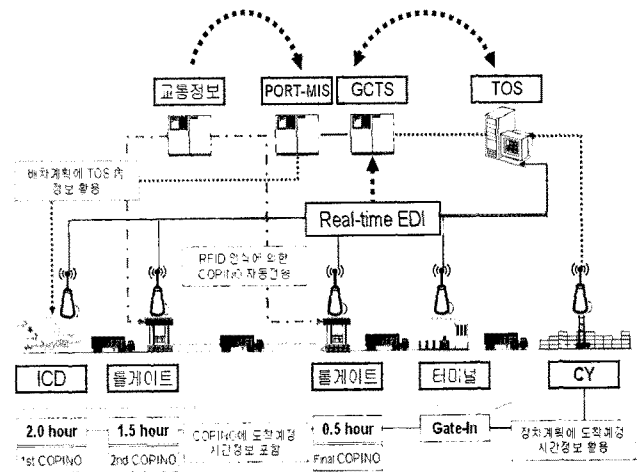 교통정보
PORT-MIS
GCTS
TOS
배차계획에 TOS 內
정보 활용
Real-time EDI
RFID 인식에 의한
COPINO 자동전송
ICD
톨게이트
톨게이트
터미널
CY
2.0 hour
1.5 hour
COPINO에 도착예정
시간정보 포함
0.5 hour
Gate-In
장치계획에 도착예정
시간정보 활용
1st COPINO
2nd COPINO
Final COPINO